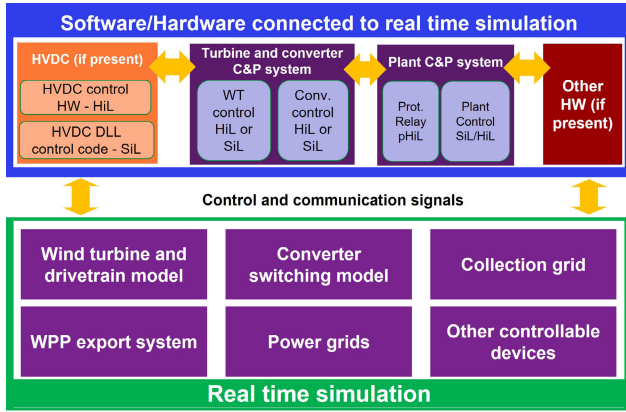 Software/Hardware connected to real time simulation
HVDC (if present)
HVDC control
HW - HiL
HVDC DLL
control code - SiL
Turbine and converter
C&P system
WT
control
HiL or
SiL
Conv.
control
HiL or
SiL
Plant C&P system
Prot.
Relay
pHiL
Plant
Control
SiL/HiL
Other
HW (if
present)
Control and communication signals
Wind turbine and
drivetrain model
Converter
switching model
Collection grid
WPP export system
Power grids
Other controllable
devices
Real time simulation